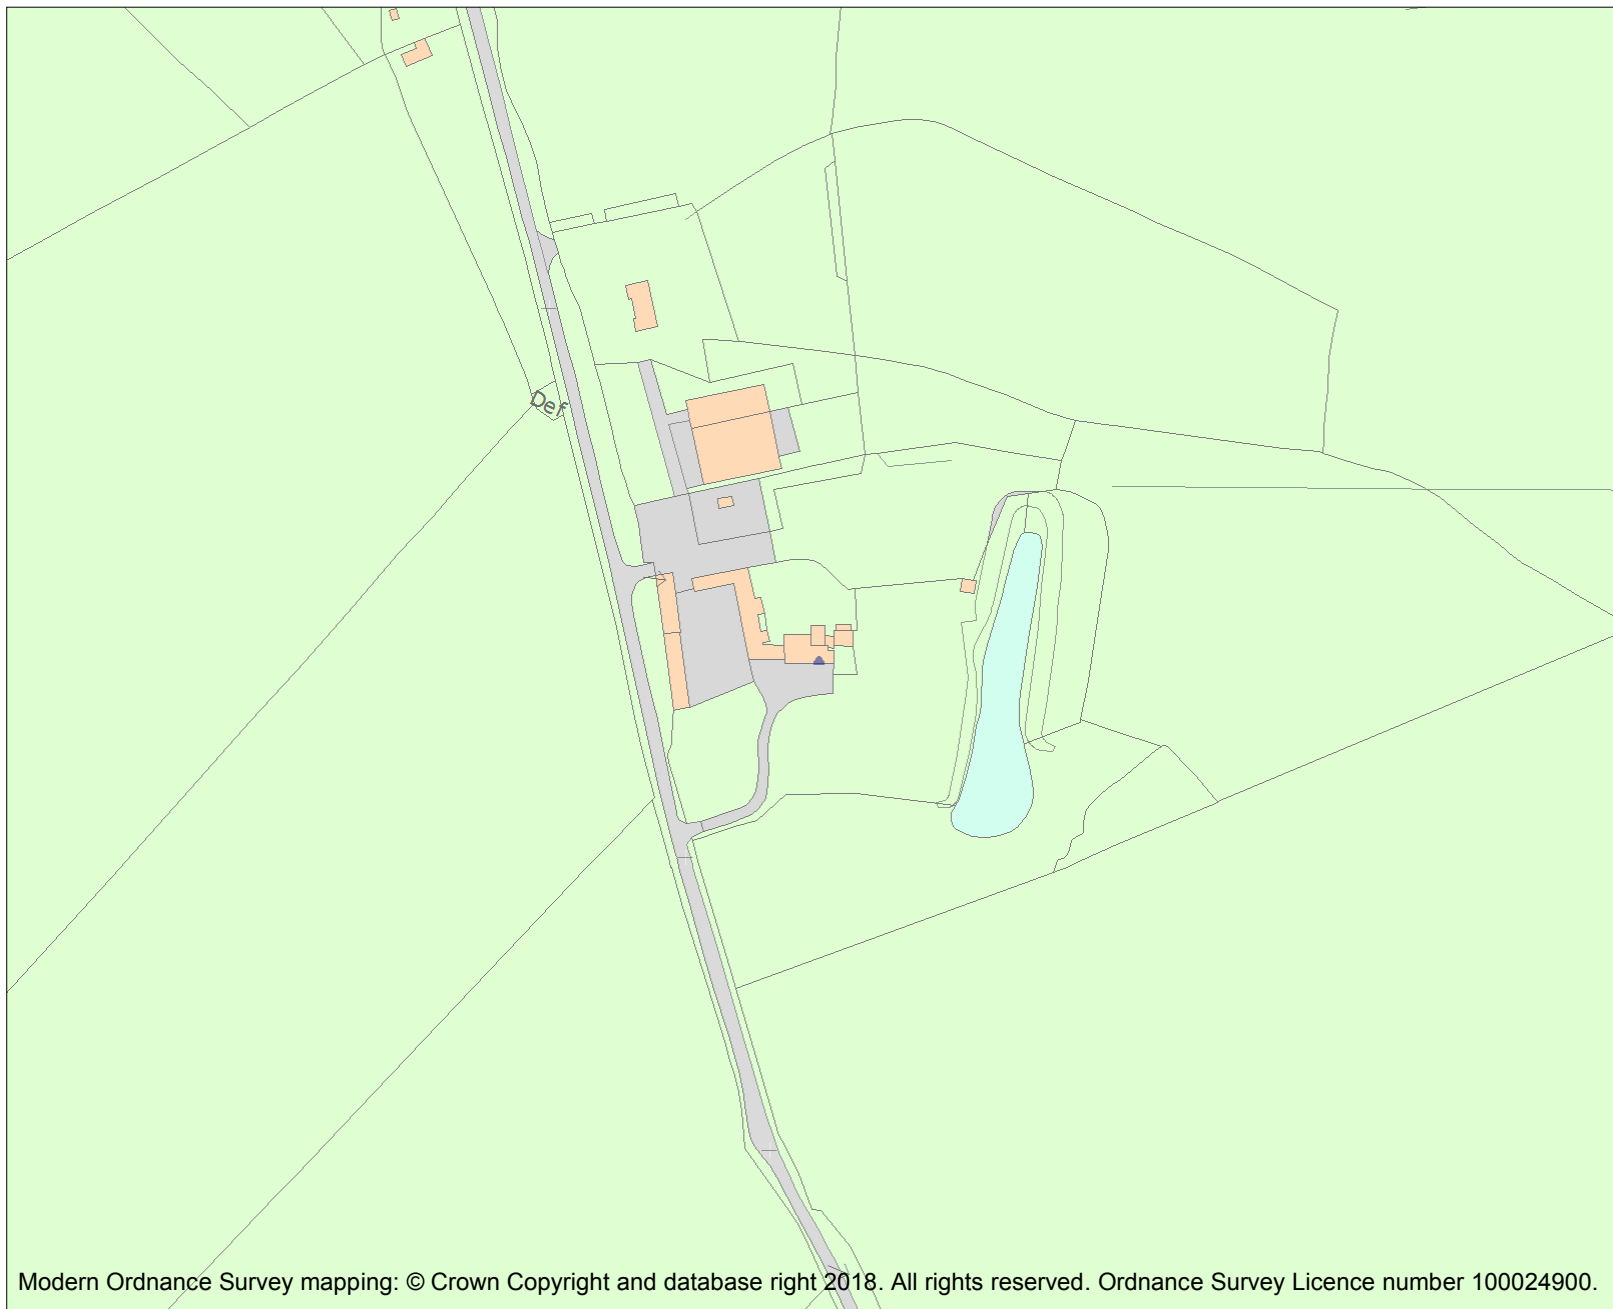 Def
Modern Ordnance Survey mapping: © Crown Copyright and database right 2018. All rights reserved. Ordnance Survey Licence number 100024900.